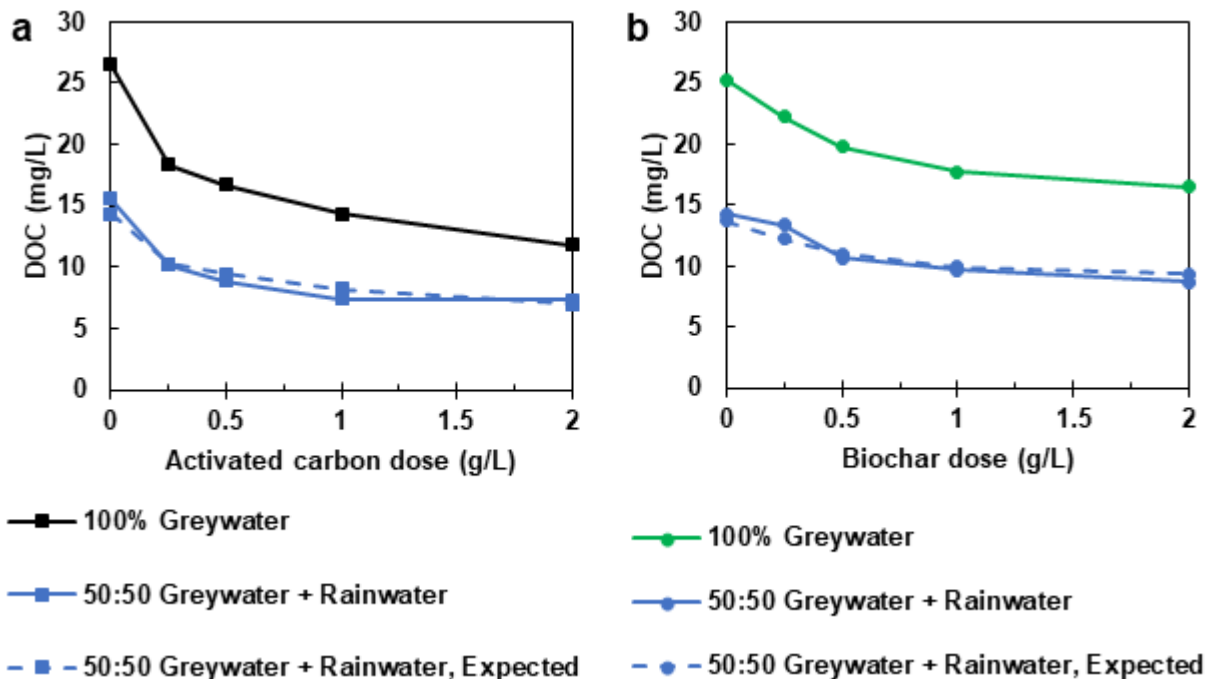 a
30
25
20
15
10
5
0
DOC (mg/L)
0 0.5 1 1.5 2
Activated carbon dose (g/L)
b
30
25
20
15
10
5
0
DOC (mg/L)
0 0.5 1 1.5 2
Biochar dose (g/L)
100% Greywater
50:50 Greywater + Rainwater
50:50 Greywater + Rainwater, Expected
100% Greywater
50:50 Greywater + Rainwater
50:50 Greywater + Rainwater, Expected